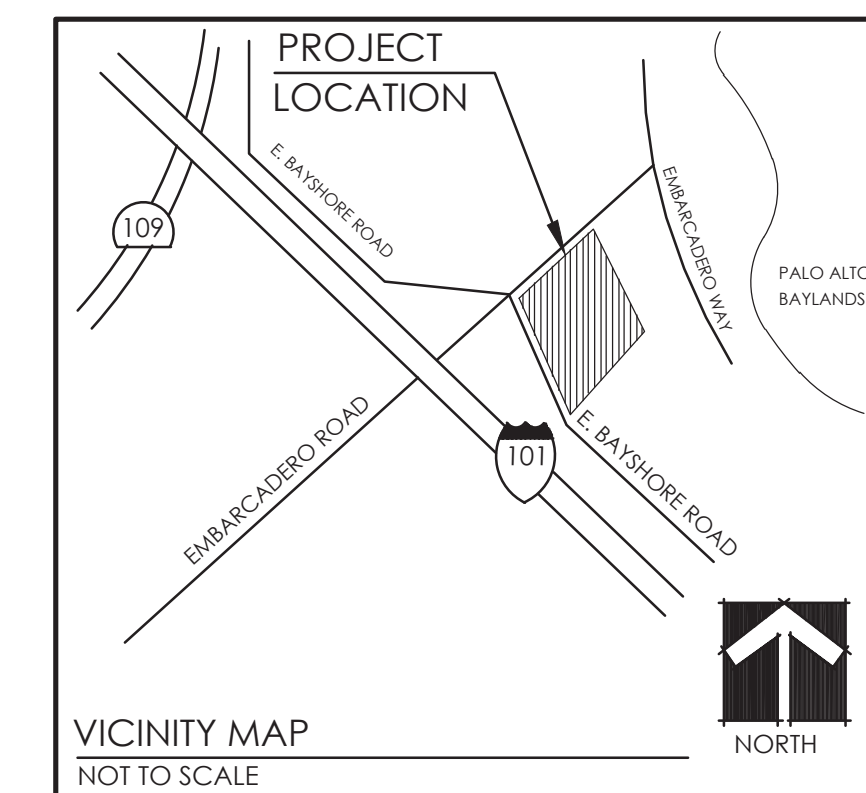 PROJECT
LOCATION
E. BAYSHORE ROAD
109
EMBARCADERO WAY
PALO ALTO
BAYLANDS
EMBARCADERO ROAD
101
E. BAYSHORE ROAD
VICINITY MAP
NOT TO SCALE
NORTH